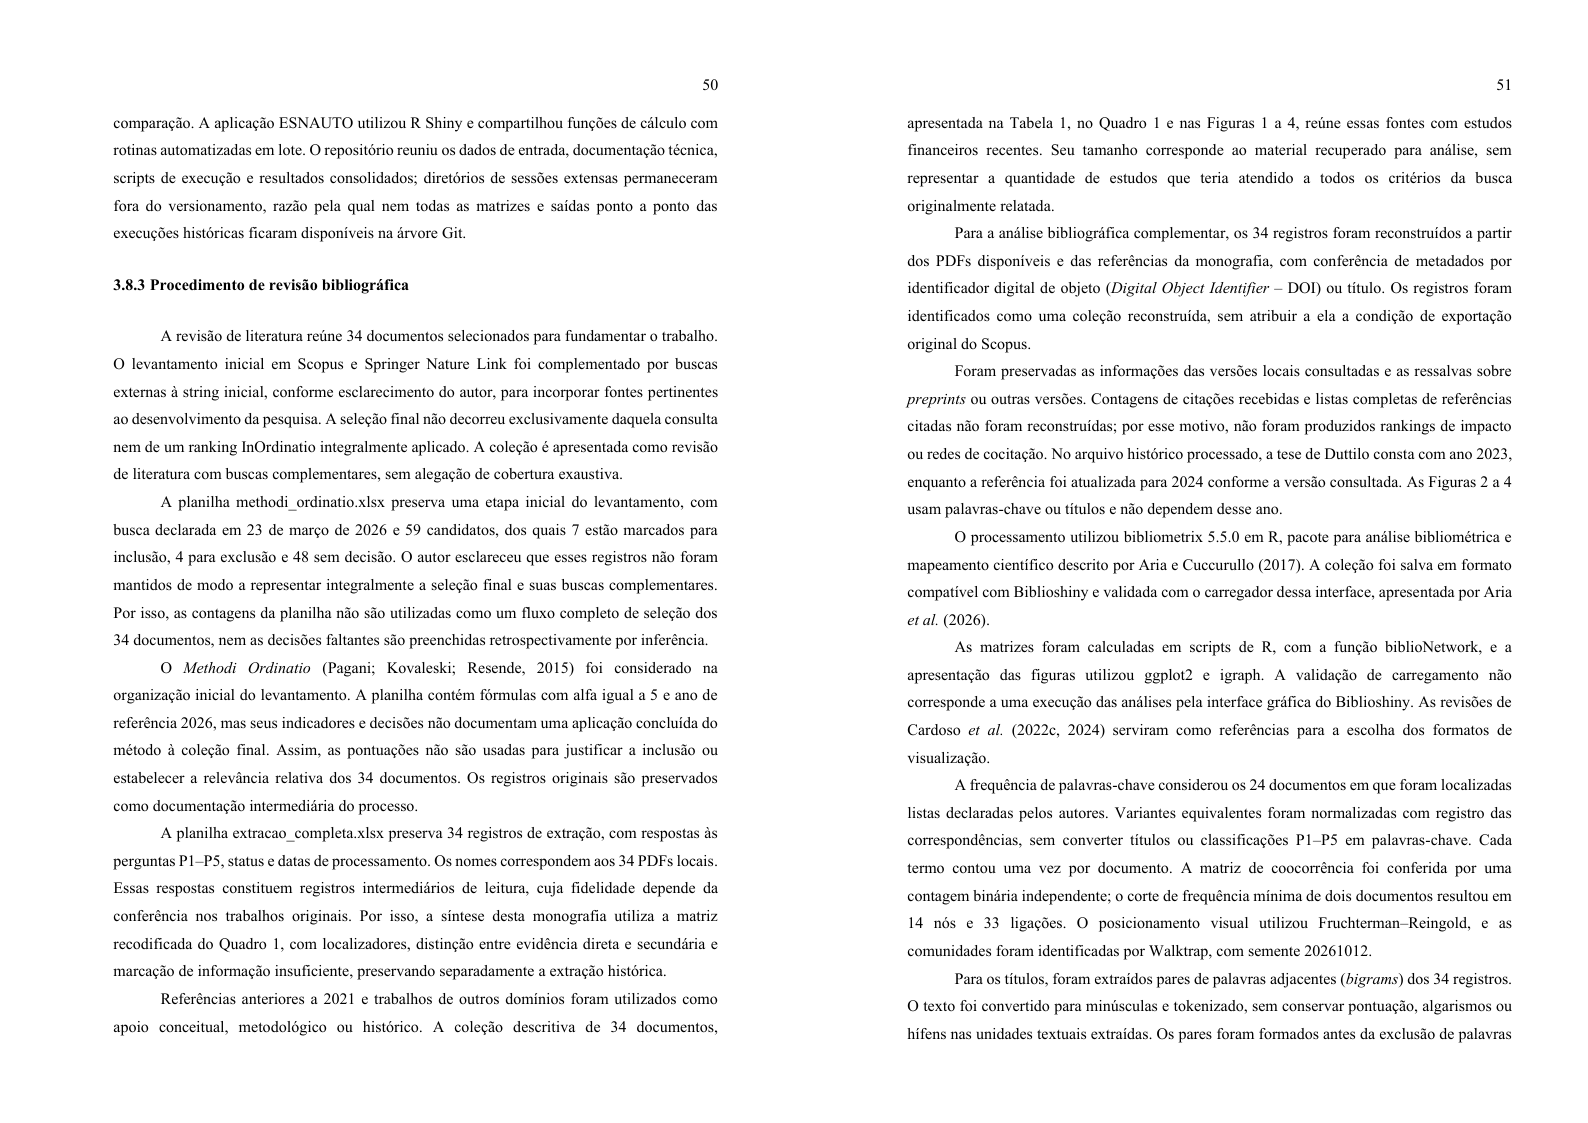 50
comparação. A aplicação ESNAUTO utilizou R Shiny e compartilhou funções de cálculo com
rotinas automatizadas em lote. O repositório reuniu os dados de entrada, documentação técnica,
scripts de execução e resultados consolidados; diretórios de sessões extensas permaneceram
fora do versionamento, razão pela qual nem todas as matrizes e saídas ponto a ponto das
execuções históricas ficaram disponíveis na árvore Git.
3.8.3 Procedimento de revisão bibliográfica
A revisão de literatura reúne 34 documentos selecionados para fundamentar o trabalho.
O levantamento inicial em Scopus e Springer Nature Link foi complementado por buscas
externas à string inicial, conforme esclarecimento do autor, para incorporar fontes pertinentes
ao desenvolvimento da pesquisa. A seleção final não decorreu exclusivamente daquela consulta
nem de um ranking InOrdinatio integralmente aplicado. A coleção é apresentada como revisão
de literatura com buscas complementares, sem alegação de cobertura exaustiva.
A planilha methodi_ordinatio.xlsx preserva uma etapa inicial do levantamento, com
busca declarada em 23 de março de 2026 e 59 candidatos, dos quais 7 estão marcados para
inclusão, 4 para exclusão e 48 sem decisão. O autor esclareceu que esses registros não foram
mantidos de modo a representar integralmente a seleção final e suas buscas complementares.
Por isso, as contagens da planilha não são utilizadas como um fluxo completo de seleção dos
34 documentos, nem as decisões faltantes são preenchidas retrospectivamente por inferência.
O Methodi Ordinatio (Pagani; Kovaleski; Resende, 2015) foi considerado na
organização inicial do levantamento. A planilha contém fórmulas com alfa igual a 5 e ano de
referência 2026, mas seus indicadores e decisões não documentam uma aplicação concluída do
método à coleção final. Assim, as pontuações não são usadas para justificar a inclusão ou
estabelecer a relevância relativa dos 34 documentos. Os registros originais são preservados
como documentação intermediária do processo.
A planilha extracao_completa.xlsx preserva 34 registros de extração, com respostas às
perguntas P1–P5, status e datas de processamento. Os nomes correspondem aos 34 PDFs locais.
Essas respostas constituem registros intermediários de leitura, cuja fidelidade depende da
conferência nos trabalhos originais. Por isso, a síntese desta monografia utiliza a matriz
recodificada do Quadro 1, com localizadores, distinção entre evidência direta e secundária e
marcação de informação insuficiente, preservando separadamente a extração histórica.
Referências anteriores a 2021 e trabalhos de outros domínios foram utilizados como
apoio conceitual, metodológico ou histórico. A coleção descritiva de 34 documentos,
51
apresentada na Tabela 1, no Quadro 1 e nas Figuras 1 a 4, reúne essas fontes com estudos
financeiros recentes. Seu tamanho corresponde ao material recuperado para análise, sem
representar a quantidade de estudos que teria atendido a todos os critérios da busca
originalmente relatada.
Para a análise bibliográfica complementar, os 34 registros foram reconstruídos a partir
dos PDFs disponíveis e das referências da monografia, com conferência de metadados por
identificador digital de objeto (Digital Object Identifier – DOI) ou título. Os registros foram
identificados como uma coleção reconstruída, sem atribuir a ela a condição de exportação
original do Scopus.
Foram preservadas as informações das versões locais consultadas e as ressalvas sobre
preprints ou outras versões. Contagens de citações recebidas e listas completas de referências
citadas não foram reconstruídas; por esse motivo, não foram produzidos rankings de impacto
ou redes de cocitação. No arquivo histórico processado, a tese de Duttilo consta com ano 2023,
enquanto a referência foi atualizada para 2024 conforme a versão consultada. As Figuras 2 a 4
usam palavras-chave ou títulos e não dependem desse ano.
O processamento utilizou bibliometrix 5.5.0 em R, pacote para análise bibliométrica e
mapeamento científico descrito por Aria e Cuccurullo (2017). A coleção foi salva em formato
compatível com Biblioshiny e validada com o carregador dessa interface, apresentada por Aria
et al. (2026).
As matrizes foram calculadas em scripts de R, com a função biblioNetwork, e a
apresentação das figuras utilizou ggplot2 e igraph. A validação de carregamento não
corresponde a uma execução das análises pela interface gráfica do Biblioshiny. As revisões de
Cardoso et al. (2022c, 2024) serviram como referências para a escolha dos formatos de
visualização.
A frequência de palavras-chave considerou os 24 documentos em que foram localizadas
listas declaradas pelos autores. Variantes equivalentes foram normalizadas com registro das
correspondências, sem converter títulos ou classificações P1–P5 em palavras-chave. Cada
termo contou uma vez por documento. A matriz de coocorrência foi conferida por uma
contagem binária independente; o corte de frequência mínima de dois documentos resultou em
14 nós e 33 ligações. O posicionamento visual utilizou Fruchterman–Reingold, e as
comunidades foram identificadas por Walktrap, com semente 20261012.
Para os títulos, foram extraídos pares de palavras adjacentes (bigrams) dos 34 registros.
O texto foi convertido para minúsculas e tokenizado, sem conservar pontuação, algarismos ou
hífens nas unidades textuais extraídas. Os pares foram formados antes da exclusão de palavras